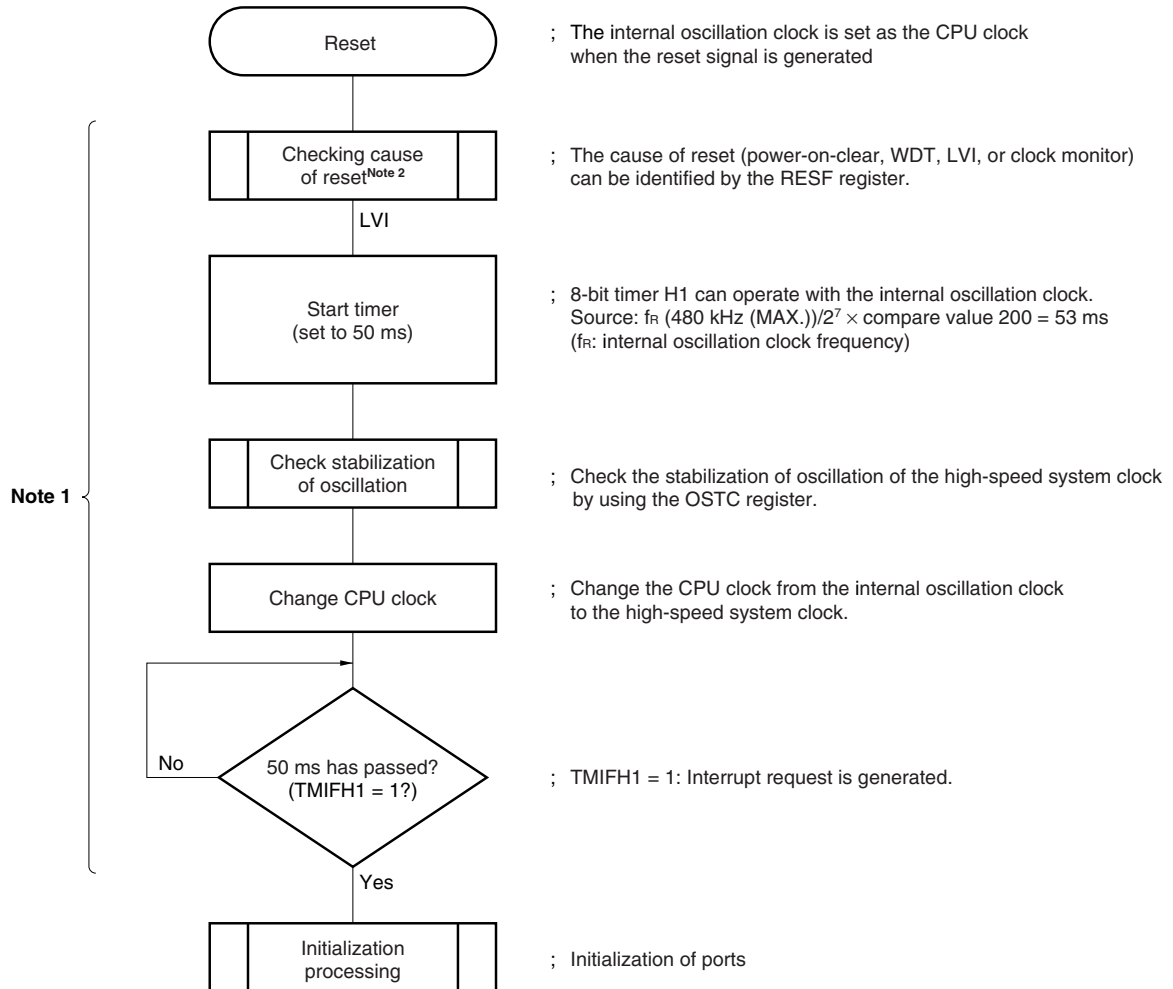 Reset
; The internal oscillation clock is set as the CPU clock
when the reset signal is generated
Checking cause
of resetNote 2
; The cause of reset (power-on-clear, WDT, LVI, or clock monitor)
can be identified by the RESF register.
LVI
Start timer
(set to 50 ms)
; 8-bit timer H1 can operate with the internal oscillation clock.
Source: fR (480 kHz (MAX.))/2⁷ × compare value 200 = 53 ms
(fR: internal oscillation clock frequency)
Note 1
Check stabilization
of oscillation
; Check the stabilization of oscillation of the high-speed system clock
by using the OSTC register.
Change CPU clock
; Change the CPU clock from the internal oscillation clock
to the high-speed system clock.
No
50 ms has passed?
(TMIFH1 = 1?)
; TMIFH1 = 1: Interrupt request is generated.
Yes
Initialization
processing
; Initialization of ports